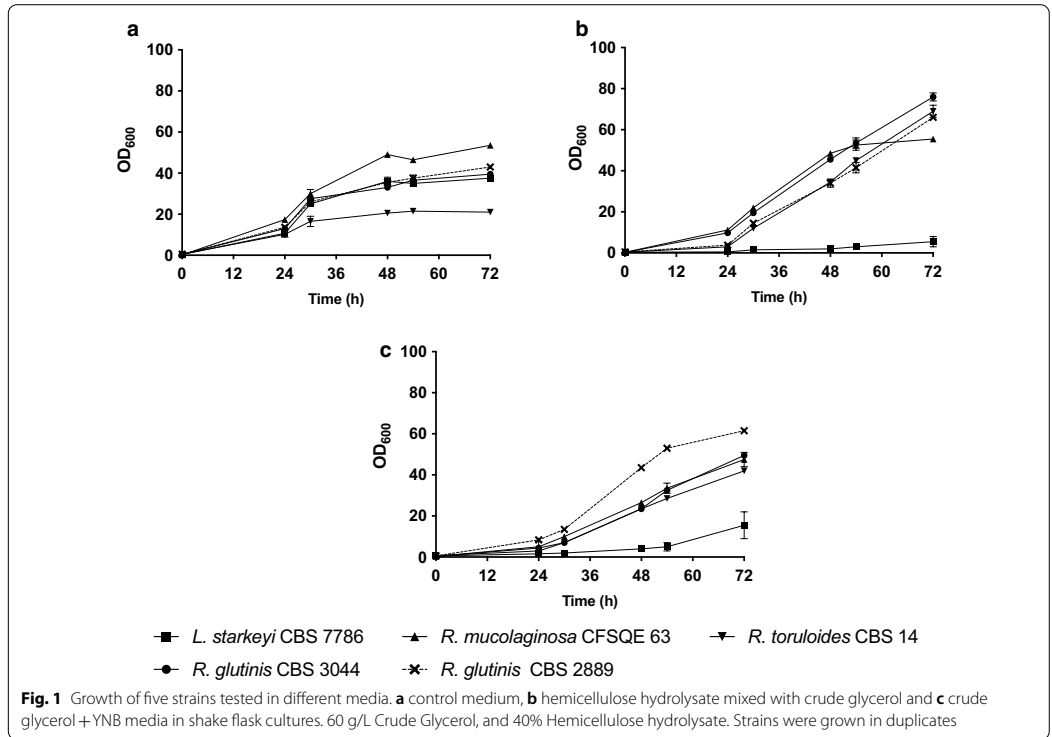 a
100
80
60
40
20
0
OD600
0 12 24 36 48 60 72
Time (h)
b
100
80
60
40
20
0
OD600
0 12 24 36 48 60 72
Time (h)
c
100
80
60
40
20
0
OD600
0 12 24 36 48 60 72
Time (h)
L. starkeyi CBS 7786 R. mucolaginosa CFSQE 63 R. toruloides CBS 14
R. glutinis CBS 3044 R. glutinis CBS 2889
Fig. 1 Growth of five strains tested in different media. a control medium, b hemicellulose hydrolysate mixed with crude glycerol and c crude
glycerol + YNB media in shake flask cultures. 60 g/L Crude Glycerol, and 40% Hemicellulose hydrolysate. Strains were grown in duplicates